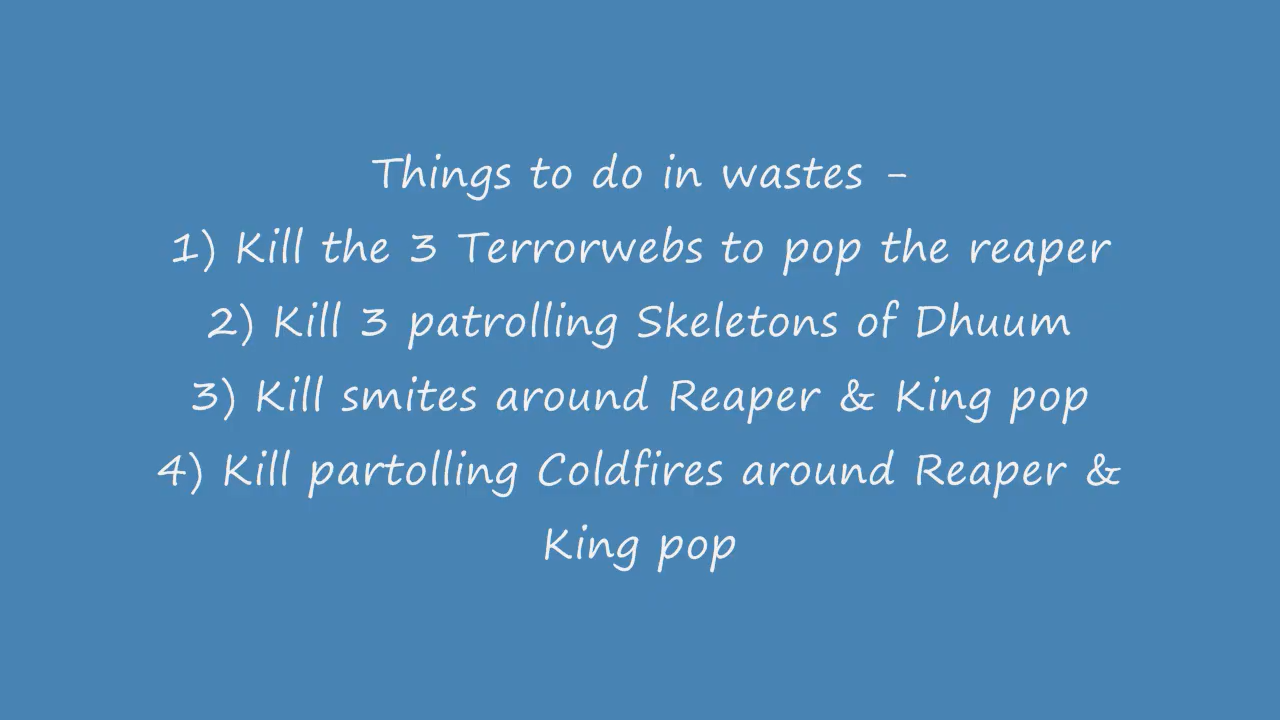 Things to do in wastes -
1) Kill the 3 Terrorwebs to pop the reaper
2) Kill 3 patrolling Skeletons of Dhuum
3) Kill smites around Reaper & King pop
4) Kill partolling Coldfires around Reaper &
King pop